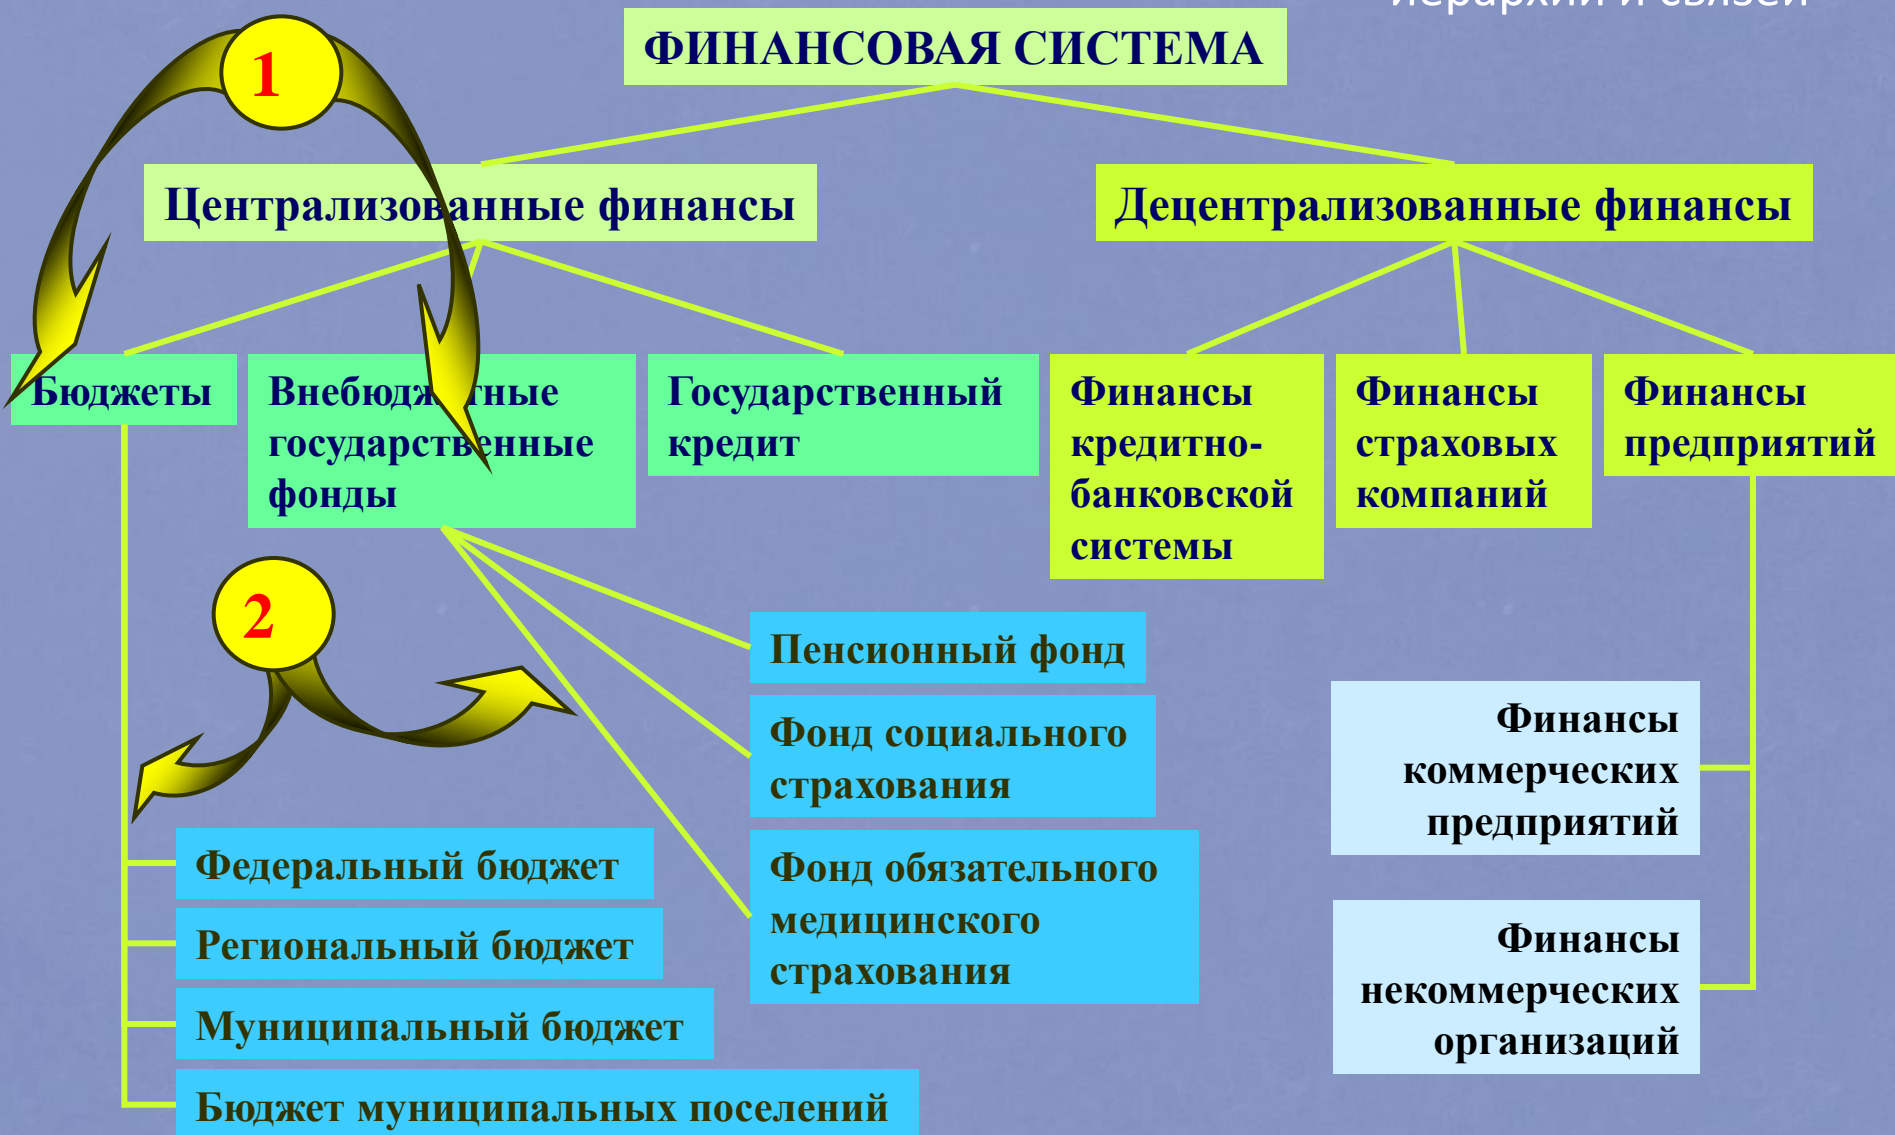 иерархии и связей
ФИНАНСОВАЯ СИСТЕМА
1
Централизованные финансы
Децентрализованные финансы
Бюджеты
Внебюджетные
государственные
фонды
Государственный
кредит
Финансы
кредитно-
банковской
системы
Финансы
страховых
компаний
Финансы
предприятий
2
Пенсионный фонд
Фонд социального
страхования
Фонд обязательного
медицинского
страхования
Финансы
коммерческих
предприятий
Финансы
некоммерческих
организаций
Федеральный бюджет
Региональный бюджет
Муниципальный бюджет
Бюджет муниципальных поселений